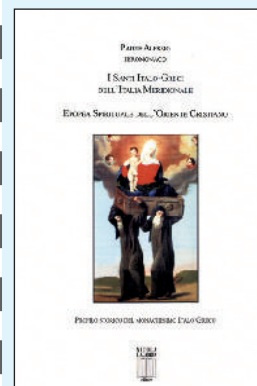 PADRE ALESSIO
IEROMONACO
I SANTI ITALO-GRECI
DELL'ITALIA MERIDIONALE
EPOPEA SPIRITUALE DELL'ORIENTE CRISTIANO
PROFILO STORICO DEL MONACHESIMO ITALO GRECO